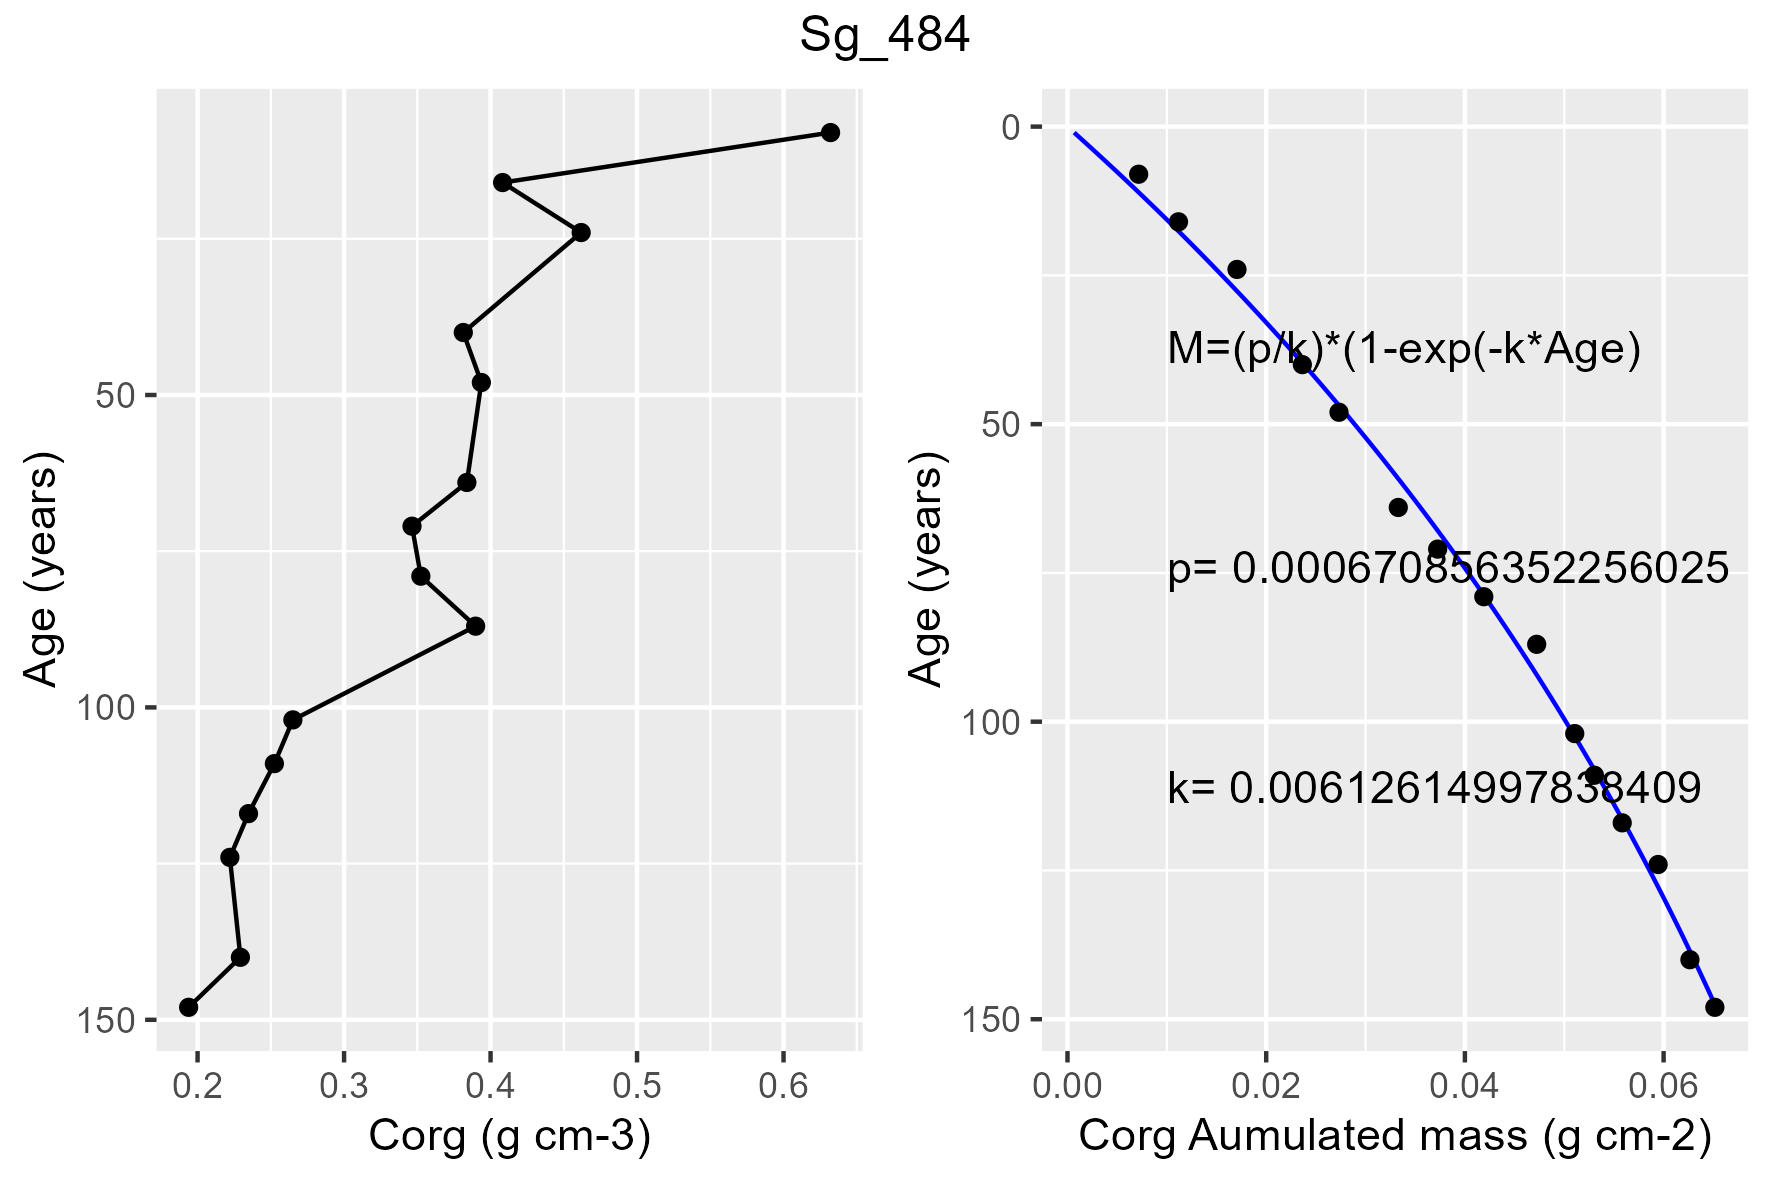 Sg_484
Age (years)
50
100
150
0.2 0.3 0.4 0.5 0.6
Corg (g cm-3)
Age (years)
0
50
100
150
M=(p/k)*(1-exp(-k*Age)
p= 0.000670856352256025
k= 0.00612614997838409
0.00 0.02 0.04 0.06
Corg Aumulated mass (g cm-2)